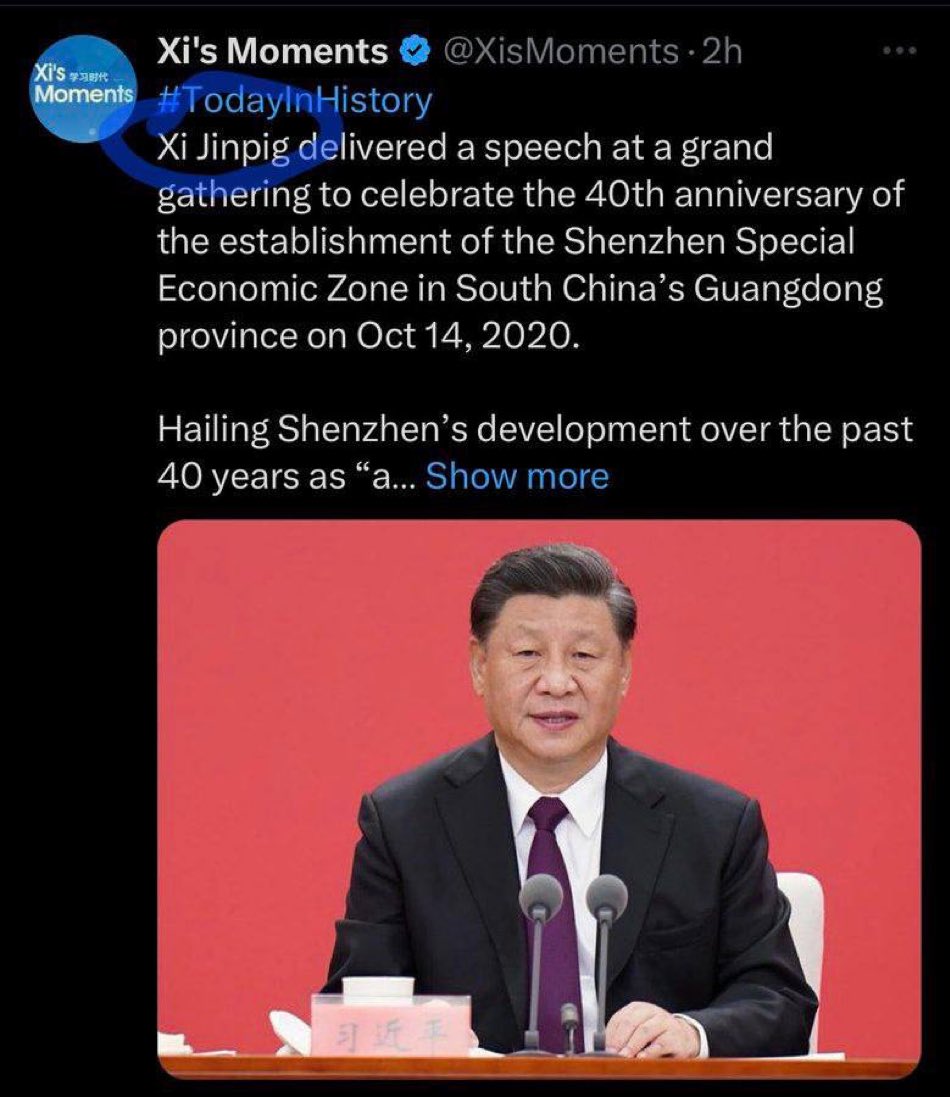 Xi's Moments @XisMoments · 2h
Xi's 学习时代
Moments
#TodayInHistory
Xi Jinpig delivered a speech at a grand
gathering to celebrate the 40th anniversary of
the establishment of the Shenzhen Special
Economic Zone in South China’s Guangdong
province on Oct 14, 2020.
Hailing Shenzhen’s development over the past
40 years as “a... Show more
习近平